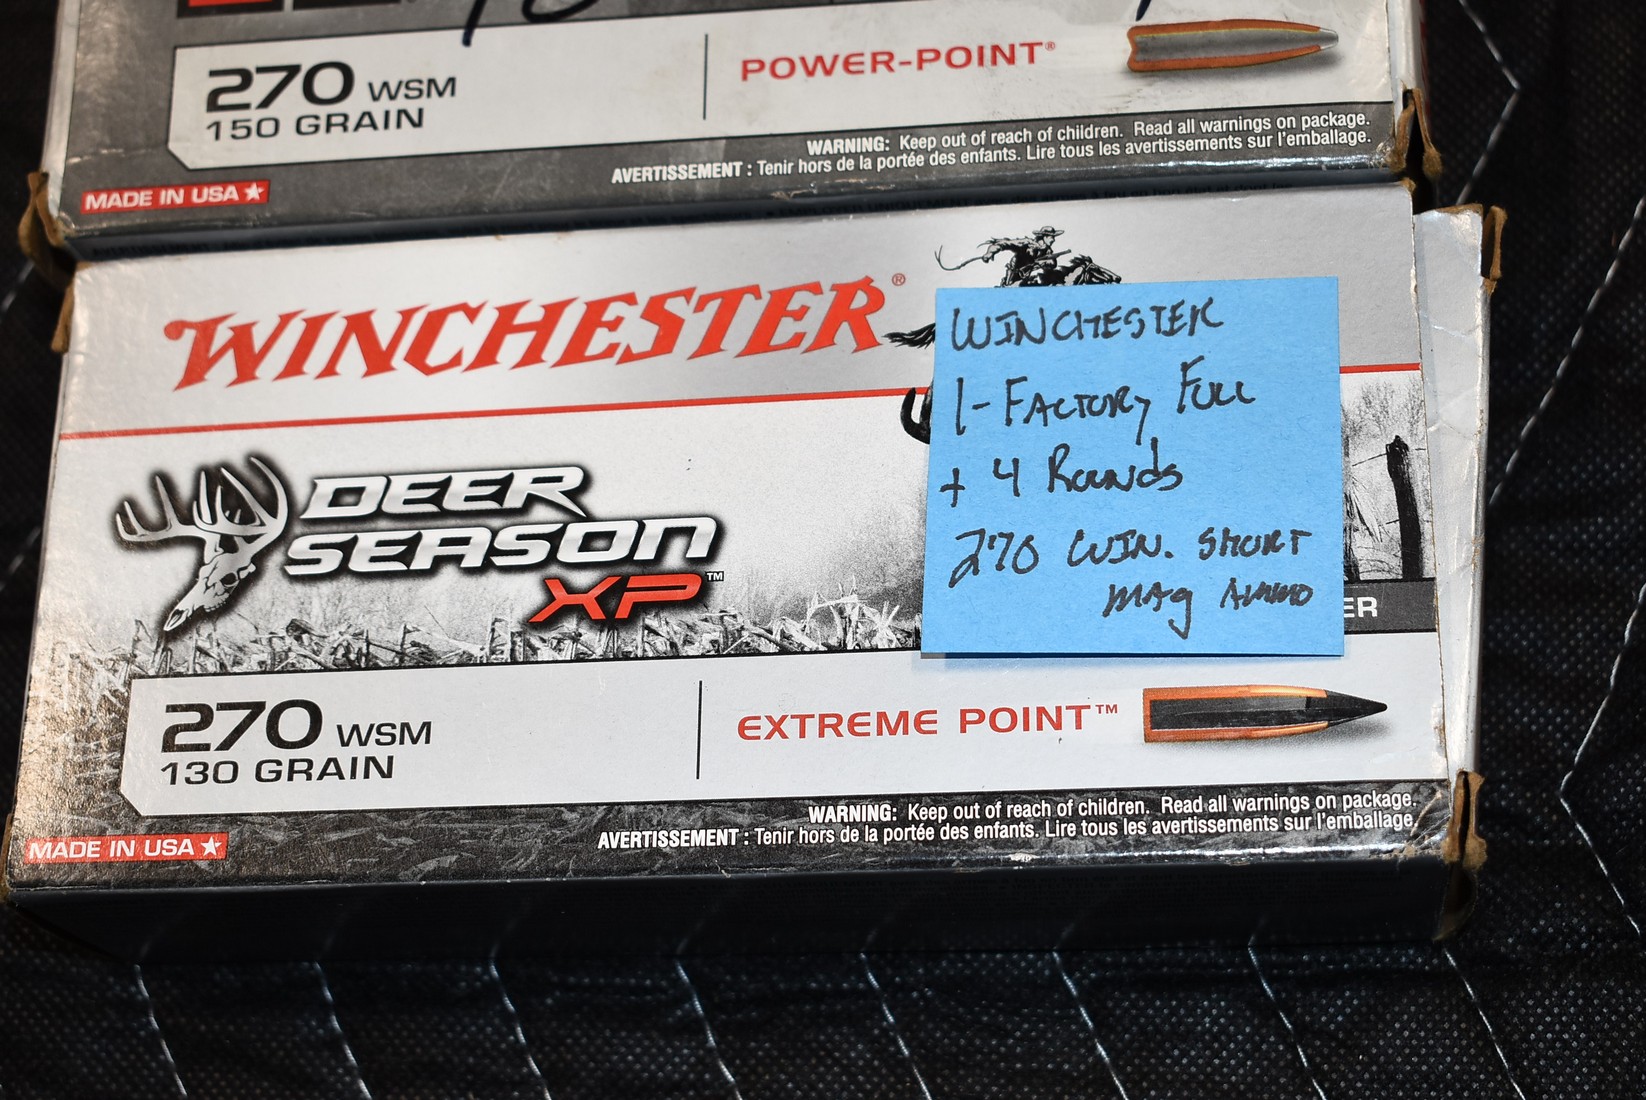 270 WSM
150 GRAIN
POWER-POINT®
WARNING: Keep out of reach of children. Read all warnings on package.
AVERTISSEMENT : Tenir hors de la portée des enfants. Lire tous les avertissements sur l'emballage.
MADE IN USA
WINCHESTER®
DEER
SEASON
XP™
WINCHESTER
1-FACTORY FULL
+ 4 ROUNDS
270 WIN. SHORT
MAG AMMO
ER
270 WSM
130 GRAIN
EXTREME POINT™
WARNING: Keep out of reach of children. Read all warnings on package.
AVERTISSEMENT : Tenir hors de la portée des enfants. Lire tous les avertissements sur l'emballage.
MADE IN USA